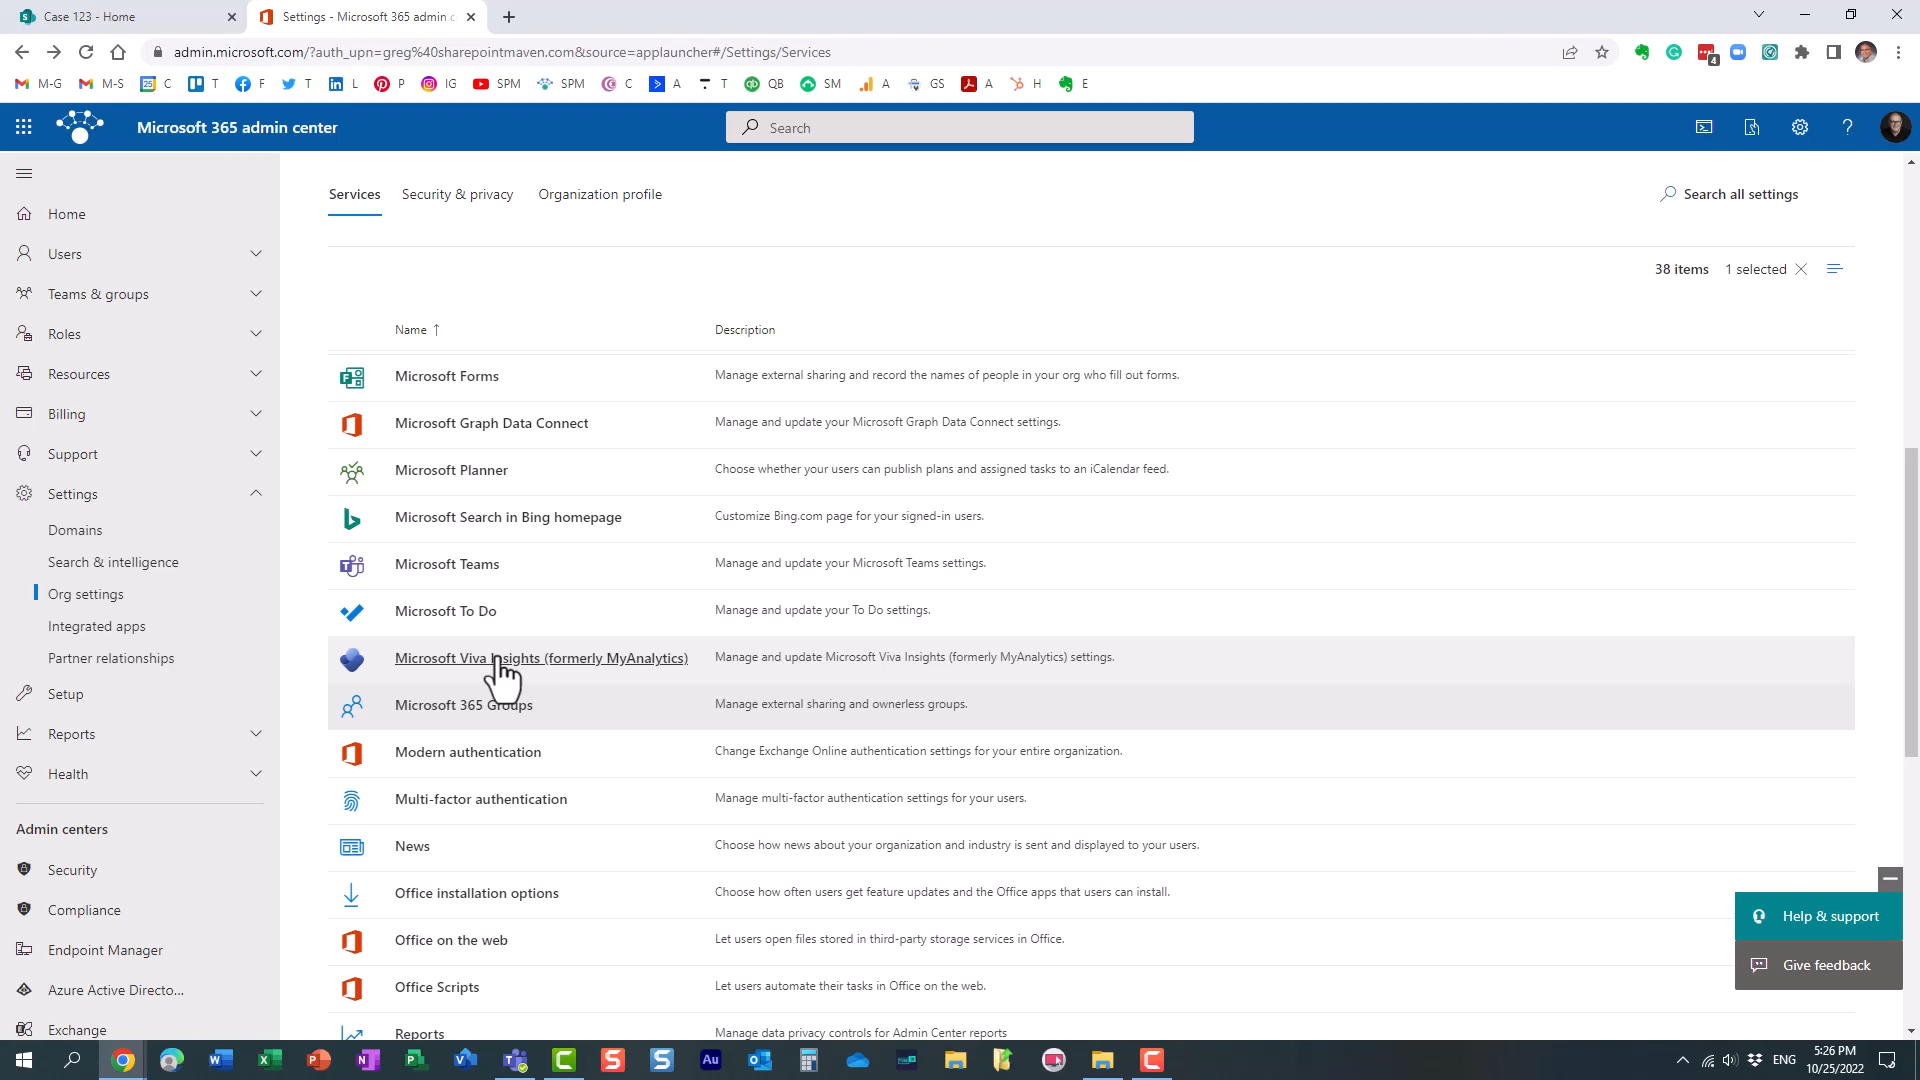 Case 123 - Home
Settings - Microsoft 365 admin c
admin.microsoft.com/?auth_upn=greg%40sharepointmaven.com&source=applauncher#/Settings/Services
4
M-G M-S C T F T L P IG SPM SPM C A T QB SM A GS A H E
Microsoft 365 admin center
Search
Services Security & privacy Organization profile
Search all settings
38 items 1 selected
Name ↑ Description
Home
Users
Teams & groups
Roles
Resources
Billing
Support
Settings
Domains
Search & intelligence
Org settings
Integrated apps
Partner relationships
Setup
Reports
Health
Admin centers
Security
Compliance
Endpoint Manager
Azure Active Directo...
Exchange
Microsoft Forms Manage external sharing and record the names of people in your org who fill out forms.
Microsoft Graph Data Connect Manage and update your Microsoft Graph Data Connect settings.
Microsoft Planner Choose whether your users can publish plans and assigned tasks to an iCalendar feed.
Microsoft Search in Bing homepage Customize Bing.com page for your signed-in users.
Microsoft Teams Manage and update your Microsoft Teams settings.
Microsoft To Do Manage and update your To Do settings.
Microsoft Viva Insights (formerly MyAnalytics) Manage and update Microsoft Viva Insights (formerly MyAnalytics) settings.
Microsoft 365 Groups Manage external sharing and ownerless groups.
Modern authentication Change Exchange Online authentication settings for your entire organization.
Multi-factor authentication Manage multi-factor authentication settings for your users.
News Choose how news about your organization and industry is sent and displayed to your users.
Office installation options Choose how often users get feature updates and the Office apps that users can install.
Office on the web Let users open files stored in third-party storage services in Office.
Office Scripts Let users automate their tasks in Office on the web.
Reports Manage data privacy controls for Admin Center reports
Help & support
Give feedback
ENG
5:26 PM
10/25/2022